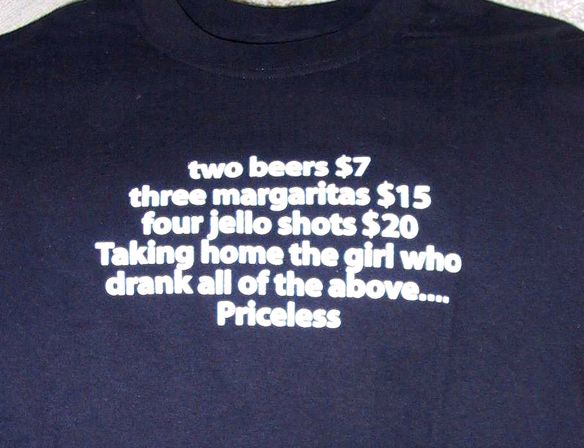 two beers $7
three margaritas $15
four jello shots $20
Taking home the girl who
drank all of the above....
Priceless